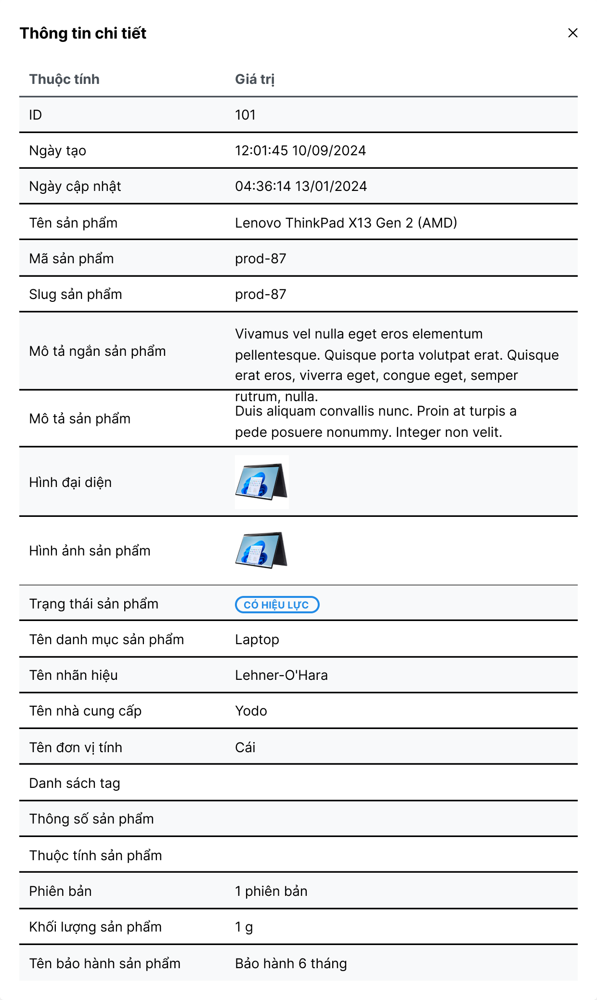 Thông tin chi tiết
Thuộc tính Giá trị
ID 101
Ngày tạo 12:01:45 10/09/2024
Ngày cập nhật 04:36:14 13/01/2024
Tên sản phẩm Lenovo ThinkPad X13 Gen 2 (AMD)
Mã sản phẩm prod-87
Slug sản phẩm prod-87
Mô tả ngắn sản phẩm
Vivamus vel nulla eget eros elementum
pellentesque. Quisque porta volutpat erat. Quisque
erat eros, viverra eget, congue eget, semper
rutrum, nulla.
Mô tả sản phẩm
Duis aliquam convallis nunc. Proin at turpis a
pede posuere nonummy. Integer non velit.
Hình đại diện
Hình ảnh sản phẩm
Trạng thái sản phẩm CÓ HIỆU LỰC
Tên danh mục sản phẩm Laptop
Tên nhãn hiệu Lehner-O'Hara
Tên nhà cung cấp Yodo
Tên đơn vị tính Cái
Danh sách tag
Thông số sản phẩm
Thuộc tính sản phẩm
Phiên bản 1 phiên bản
Khối lượng sản phẩm 1 g
Tên bảo hành sản phẩm Bảo hành 6 tháng